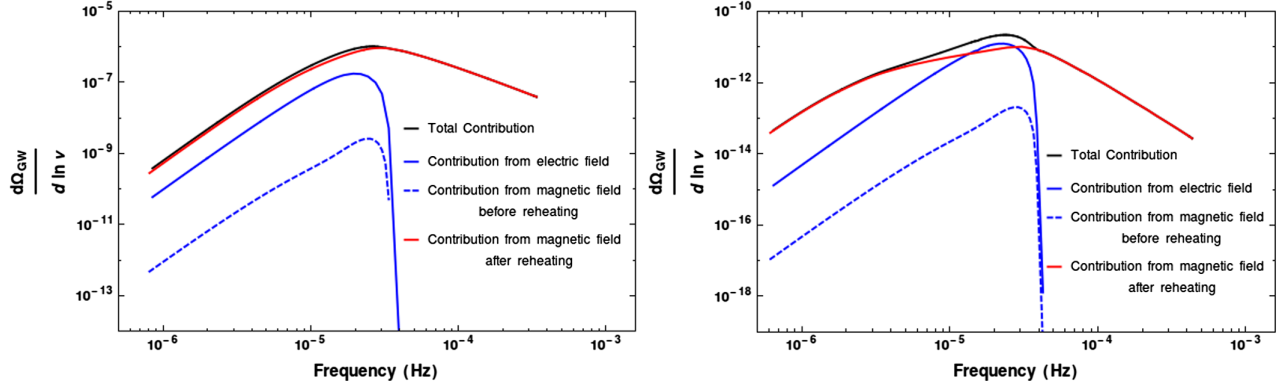 10⁻⁵
10⁻⁷
10⁻⁹
10⁻¹¹
10⁻¹³
dΩ_GW
d ln ν
Total Contribution
Contribution from electric field
Contribution from magnetic field
before reheating
Contribution from magnetic field
after reheating
10⁻⁶ 10⁻⁵ 10⁻⁴ 10⁻³
Frequency (Hz)
10⁻¹⁰
10⁻¹²
10⁻¹⁴
10⁻¹⁶
10⁻¹⁸
dΩ_GW
d ln ν
Total Contribution
Contribution from electric field
Contribution from magnetic field
before reheating
Contribution from magnetic field
after reheating
10⁻⁶ 10⁻⁵ 10⁻⁴ 10⁻³
Frequency (Hz)